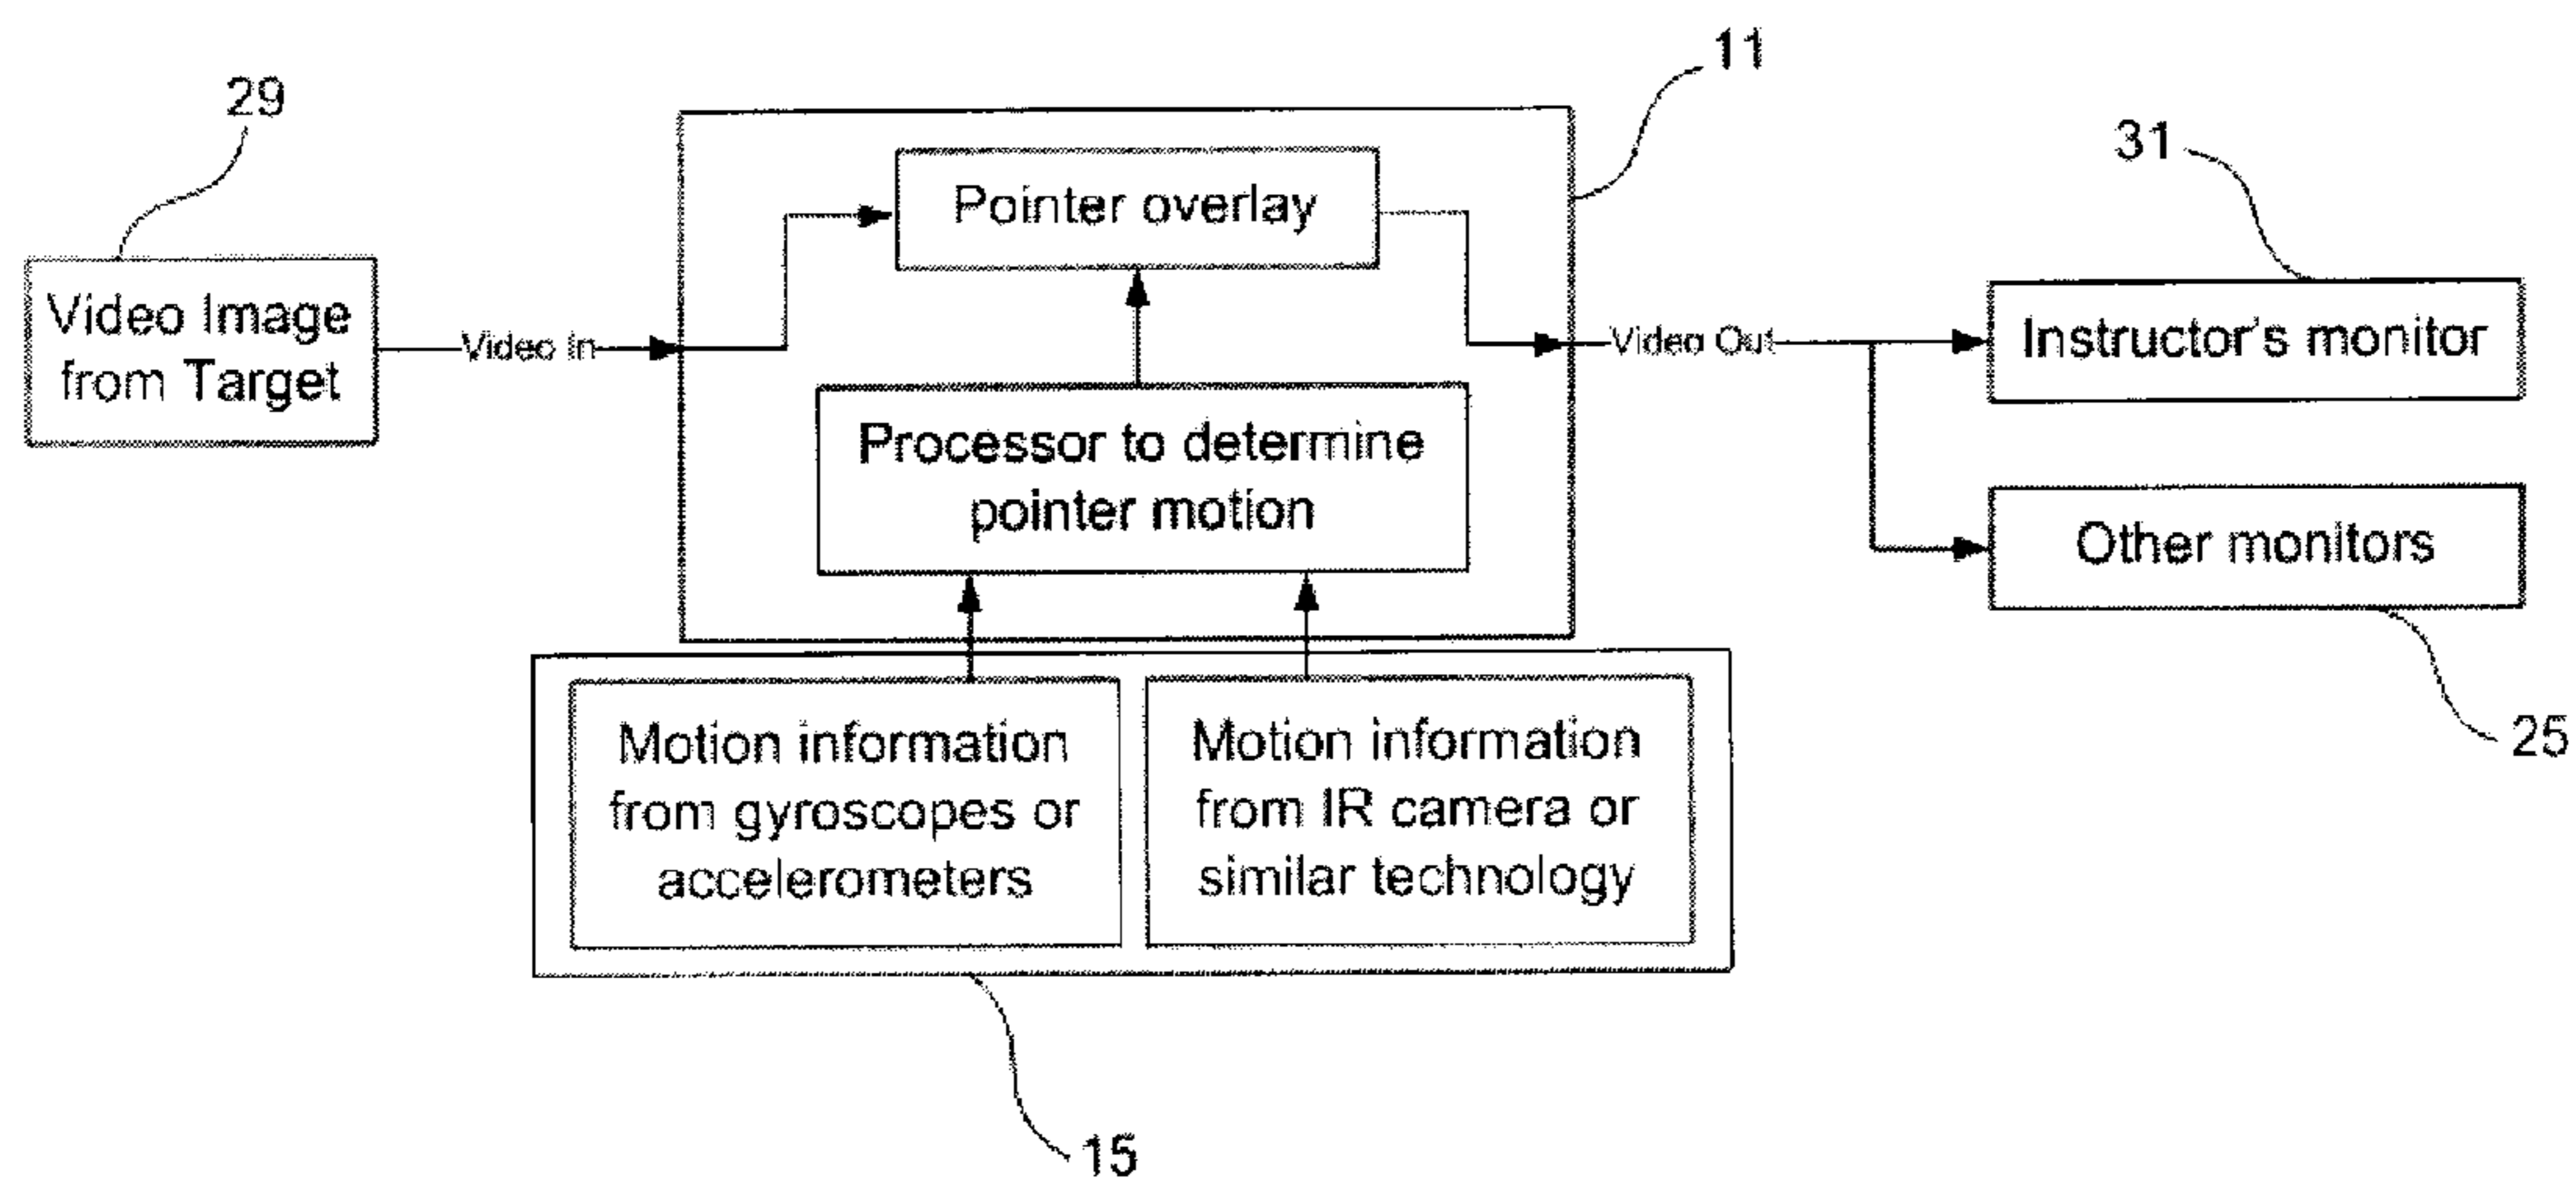 11
29
31
Pointer overlay
Video Image
from Target
Video In
Video Out
Instructor's monitor
Processor to determine
pointer motion
Other monitors
25
Motion information
from gyroscopes or
accelerometers
Motion information
from IR camera or
similar technology
15